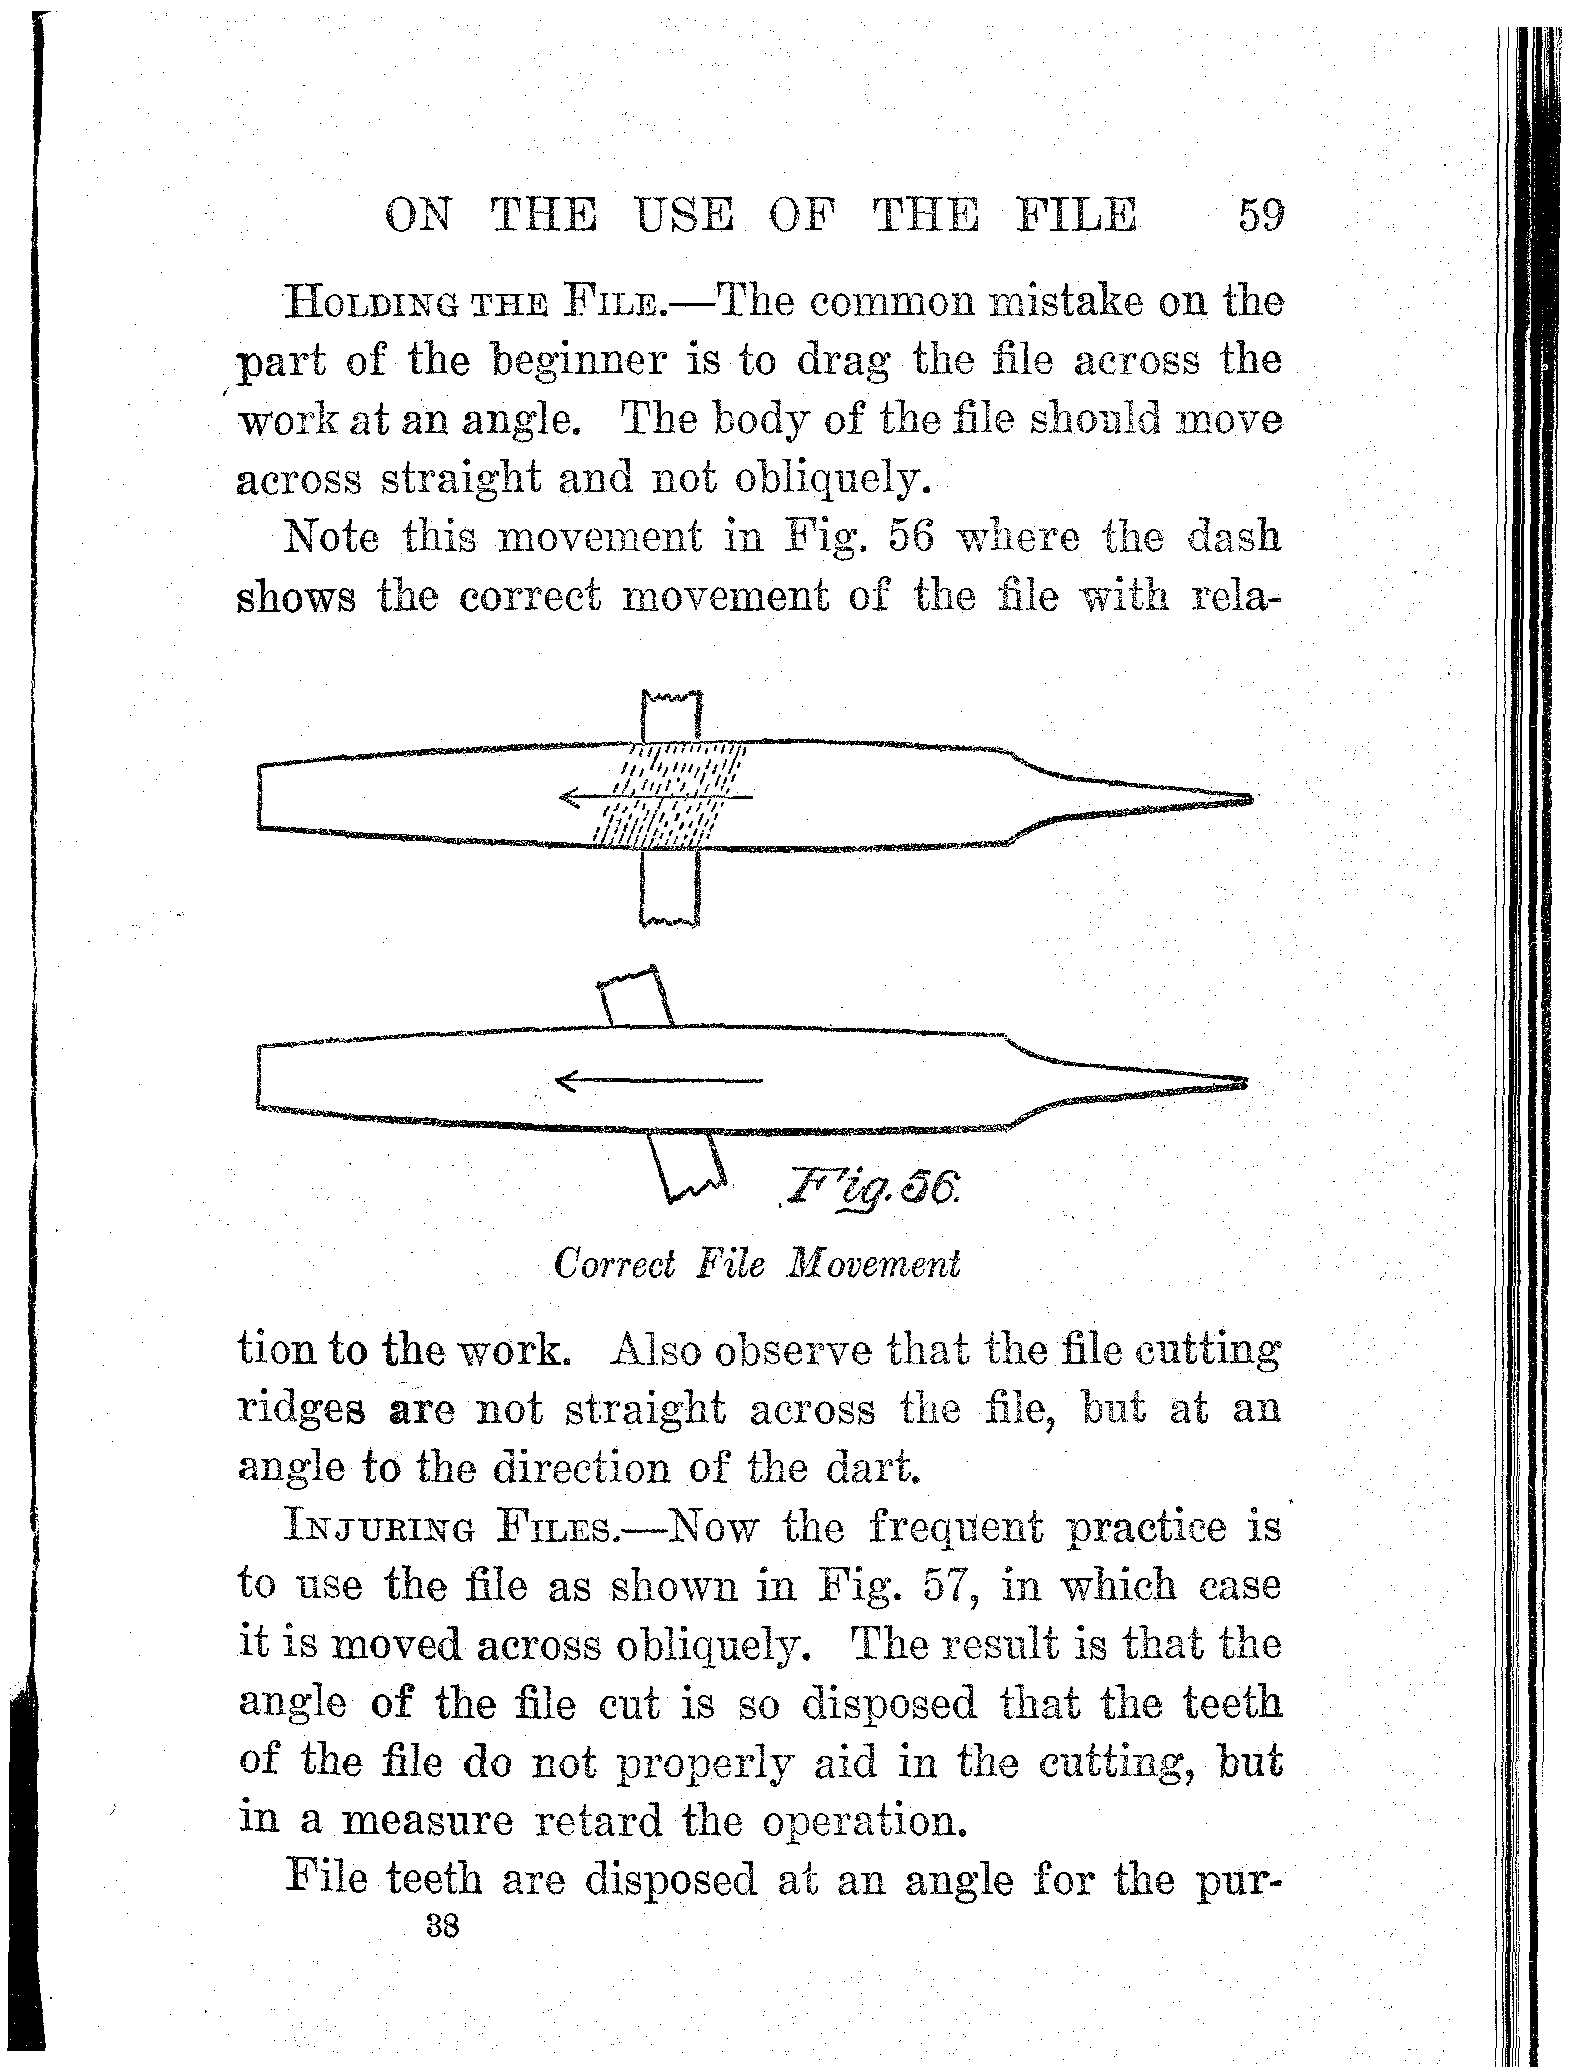 ON THE USE OF THE FILE 59
HOLDING THE FILE.—The common mistake on the
part of the beginner is to drag the file across the
work at an angle. The body of the file should move
across straight and not obliquely.
Note this movement in Fig. 56 where the dash
shows the correct movement of the file with rela-
Fig. 56.
Correct File Movement
tion to the work. Also observe that the file cutting
ridges are not straight across the file, but at an
angle to the direction of the dart.
INJURING FILES.—Now the frequent practice is
to use the file as shown in Fig. 57, in which case
it is moved across obliquely. The result is that the
angle of the file cut is so disposed that the teeth
of the file do not properly aid in the cutting, but
in a measure retard the operation.
File teeth are disposed at an angle for the pur-
38